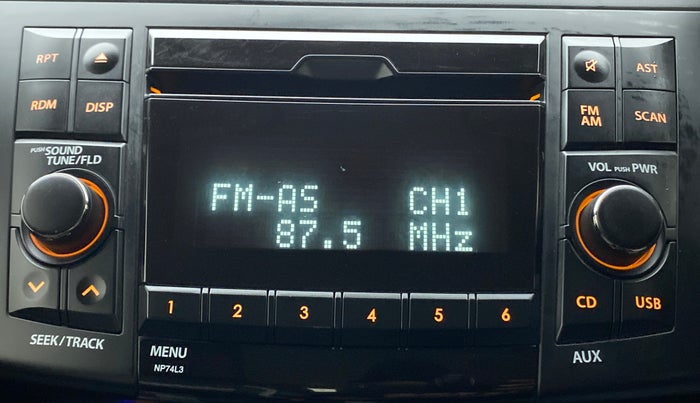 RPT
RDM
DISP
PUSH SOUND
TUNE/FLD
SEEK/TRACK
FM-AS CH1
87.5 MHz
1 2 3 4 5 6
MENU
NP74L3
AST
FM
AM
SCAN
VOL PUSH PWR
CD
USB
AUX